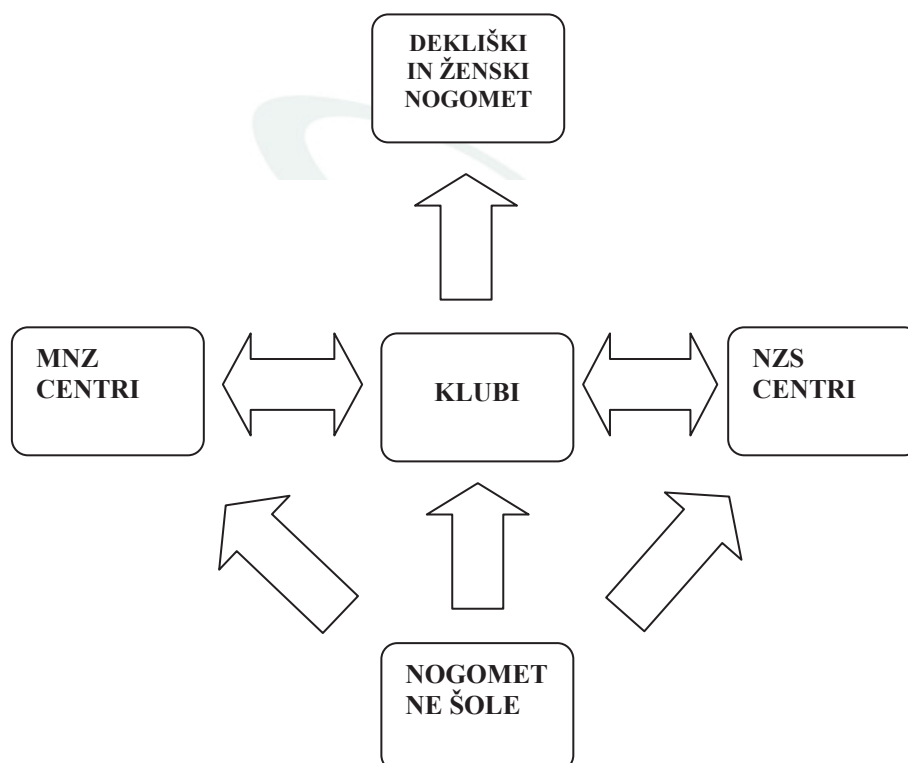 DEKLIŠKI
IN ŽENSKI
NOGOMET
MNZ
CENTRI
KLUBI
NZS
CENTRI
NOGOMET
NE ŠOLE